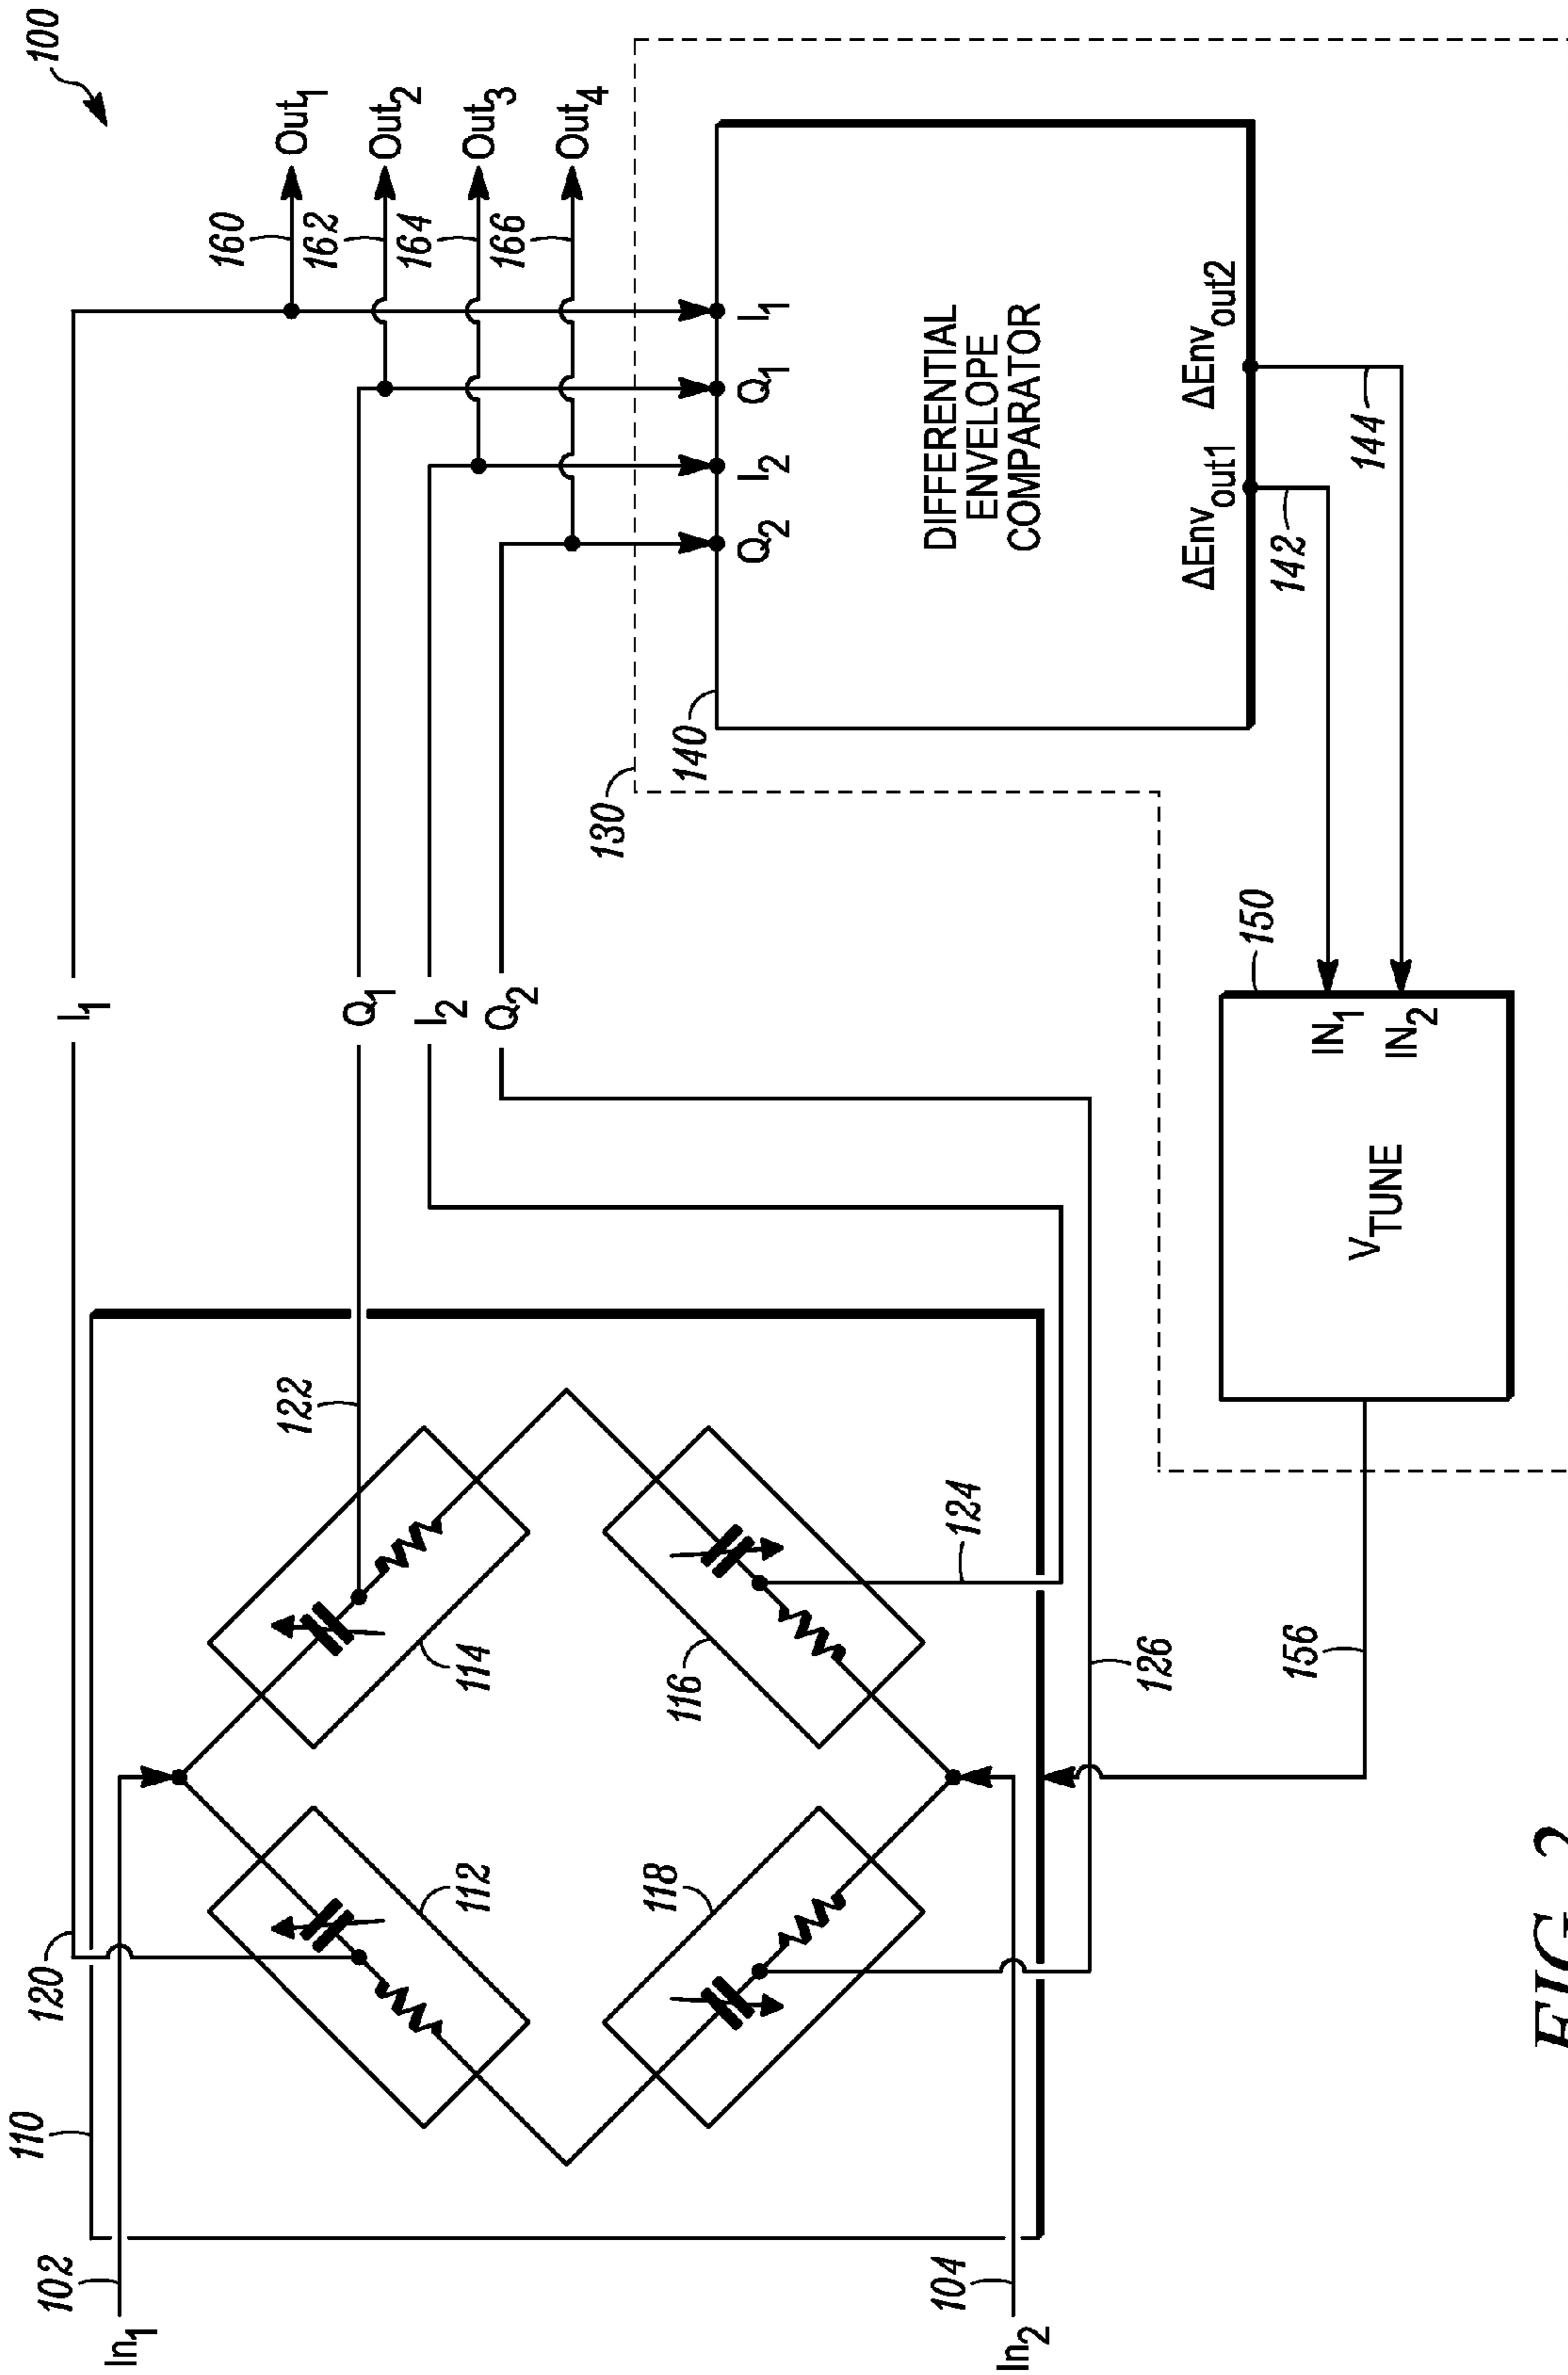 100
160
Out1
162
Out2
164
Out3
166
Out4
I1
Q1
I2
Q2
120
110
102
In1
122
114
112
118
116
124
104
In2
126
156
130
140
I1
Q1
I2
Q2
DIFFERENTIAL
ENVELOPE
COMPARATOR
ΔEnvout1
ΔEnvout2
142
144
150
IN1
IN2
VTUNE